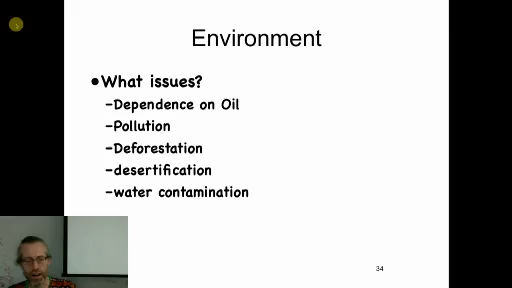 Environment
•What issues?
–Dependence on Oil
–Pollution
–Deforestation
–desertification
–water contamination
34